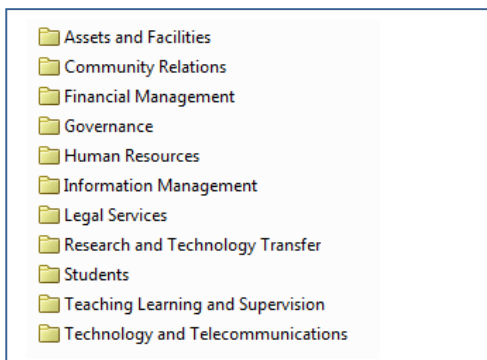 Assets and Facilities
Community Relations
Financial Management
Governance
Human Resources
Information Management
Legal Services
Research and Technology Transfer
Students
Teaching Learning and Supervision
Technology and Telecommunications